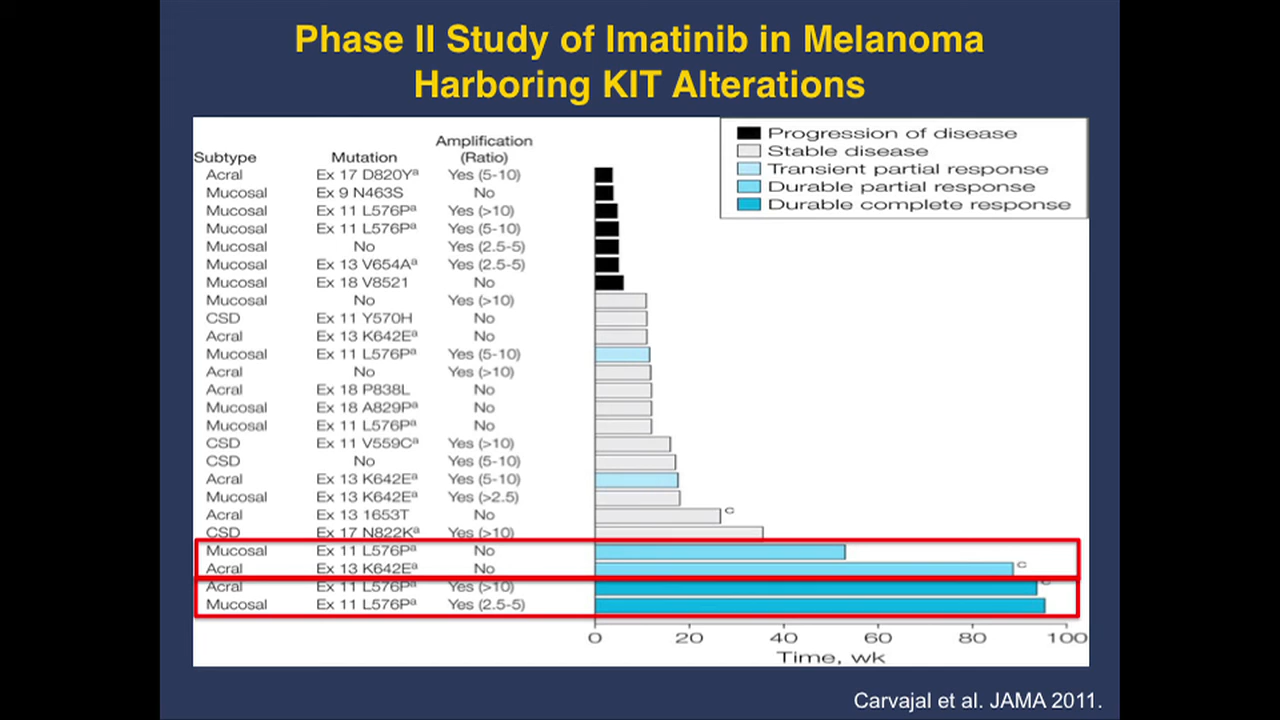 Phase II Study of Imatinib in Melanoma
Harboring KIT Alterations
Progression of disease
Stable disease
Transient partial response
Durable partial response
Durable complete response
Subtype Mutation Amplification (Ratio)
Acral Ex 17 D820Yª Yes (5-10)
Mucosal Ex 9 N463S No
Mucosal Ex 11 L576Pª Yes (>10)
Mucosal Ex 11 L576Pª Yes (5-10)
Mucosal No Yes (2.5-5)
Mucosal Ex 13 V654Aª Yes (2.5-5)
Mucosal Ex 18 V8521 No
Mucosal No Yes (>10)
CSD Ex 11 Y570H No
Acral Ex 13 K642Eª No
Mucosal Ex 11 L576Pª Yes (5-10)
Acral No Yes (>10)
Acral Ex 18 P838L No
Mucosal Ex 18 A829Pª No
Mucosal Ex 11 L576Pª No
CSD Ex 11 V559Cª Yes (>10)
CSD No Yes (5-10)
Acral Ex 13 K642Eª Yes (5-10)
Mucosal Ex 13 K642Eª Yes (>2.5)
Acral Ex 13 1653T No c
CSD Ex 17 N822Kª Yes (>10)
Mucosal Ex 11 L576Pª No
Acral Ex 13 K642Eª No c
Acral Ex 11 L576Pª Yes (>10) c
Mucosal Ex 11 L576Pª Yes (2.5-5)
0 20 40 60 80 100
Time, wk
Carvajal et al. JAMA 2011.